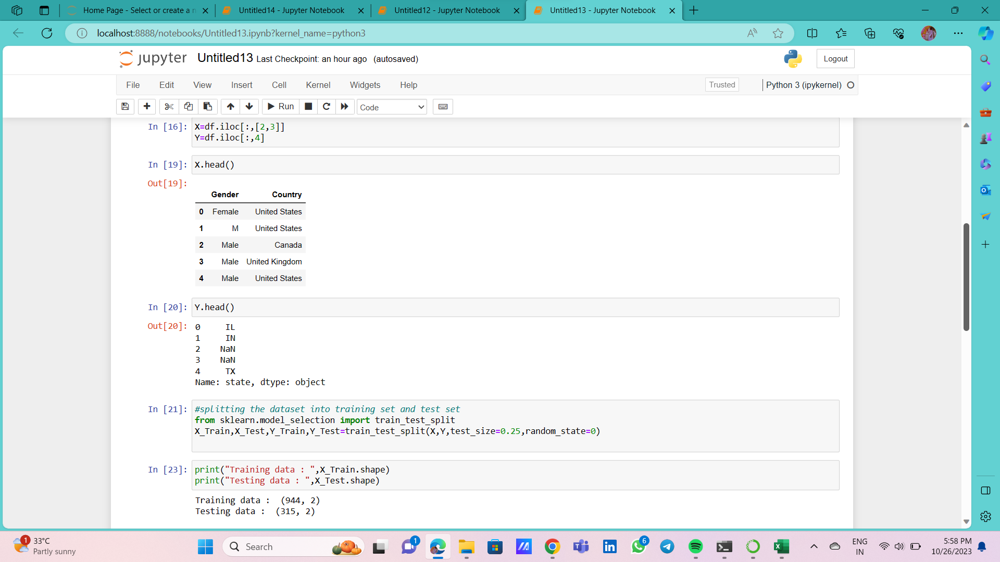 Home Page - Select or create a n
Untitled14 - Jupyter Notebook
Untitled12 - Jupyter Notebook
Untitled13 - Jupyter Notebook
localhost:8888/notebooks/Untitled13.ipynb?kernel_name=python3
jupyter Untitled13 Last Checkpoint: an hour ago (autosaved)
Logout
File Edit View Insert Cell Kernel Widgets Help
Trusted
Python 3 (ipykernel)
Run
Code
In [16]: X=df.iloc[:,[2,3]]
Y=df.iloc[:,4]
In [19]: X.head()
Out[19]:
Gender Country
0 Female United States
1 M United States
2 Male Canada
3 Male United Kingdom
4 Male United States
In [20]: Y.head()
Out[20]: 0 IL
1 IN
2 NaN
3 NaN
4 TX
Name: state, dtype: object
In [21]: #splitting the dataset into training set and test set
from sklearn.model_selection import train_test_split
X_Train,X_Test,Y_Train,Y_Test=train_test_split(X,Y,test_size=0.25,random_state=0)
In [23]: print("Training data : ",X_Train.shape)
print("Testing data : ",X_Test.shape)
Training data :  (944, 2)
Testing data :  (315, 2)
1
33°C
Partly sunny
Search
1
6
ENG
IN
5:58 PM
10/26/2023